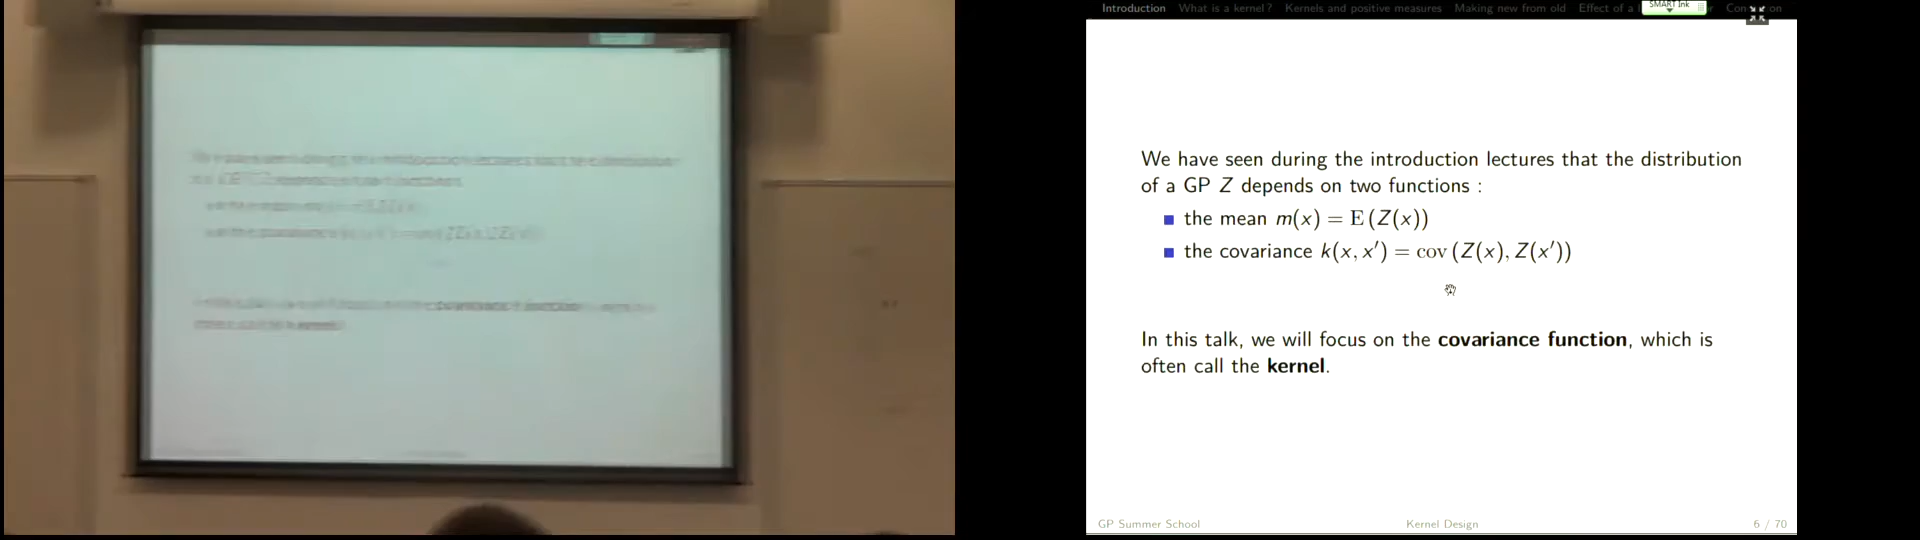 Introduction What is a kernel? Kernels and positive measures Making new from old Effect of a
SMART Ink
We have seen during the introduction lectures that the distribution
of a GP Z depends on two functions :
the mean m(x) = E (Z(x))
the covariance k(x, x′) = cov (Z(x), Z(x′))
In this talk, we will focus on the covariance function, which is
often call the kernel.
GP Summer School Kernel Design 6 / 70